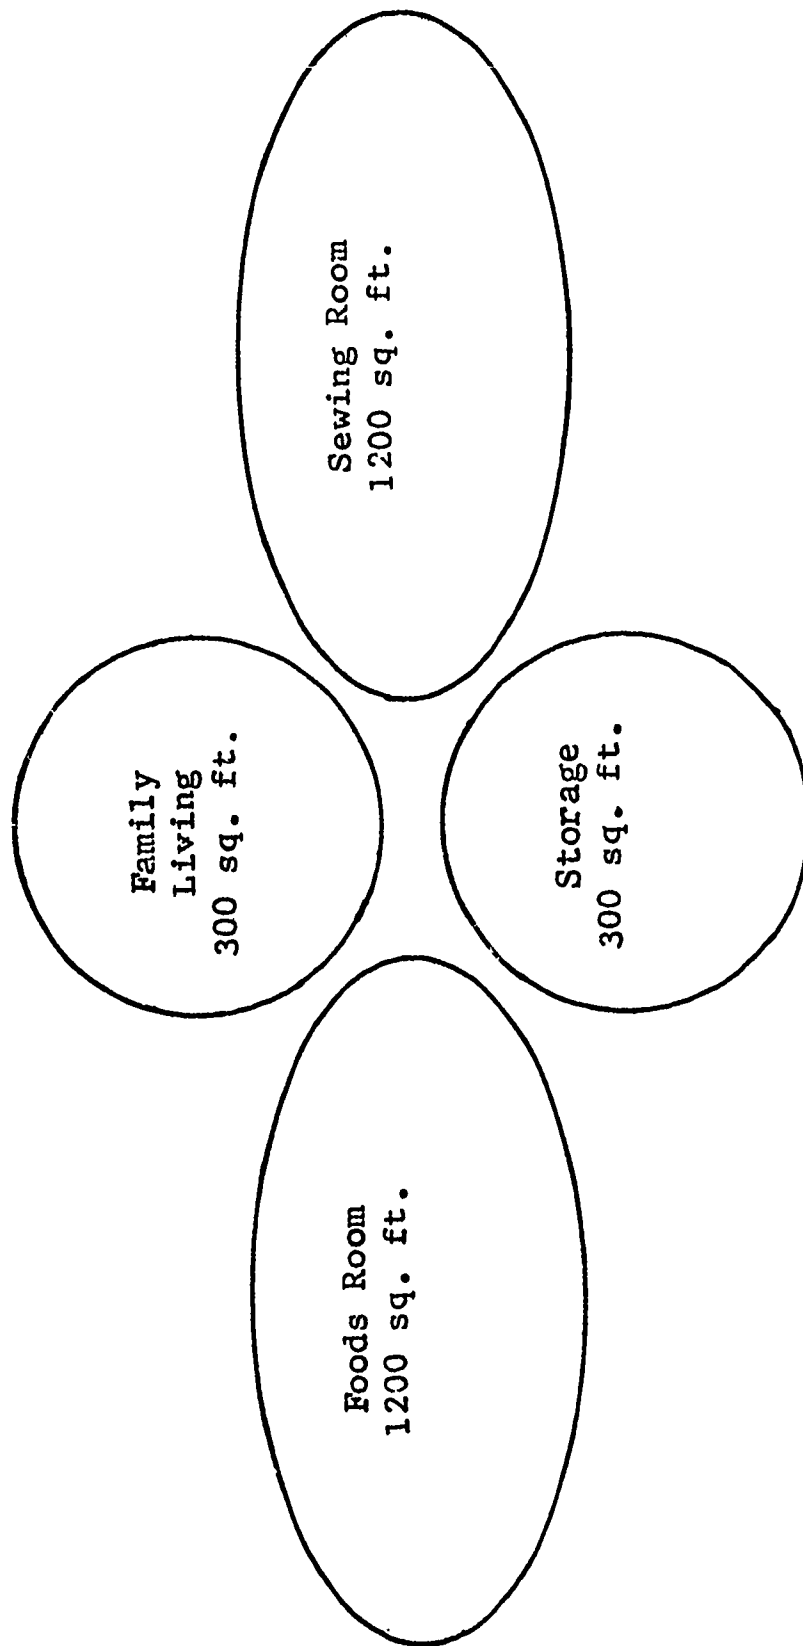 Family
Living
300 sq. ft.
Foods Room
1200 sq. ft.
Sewing Room
1200 sq. ft.
Storage
300 sq. ft.